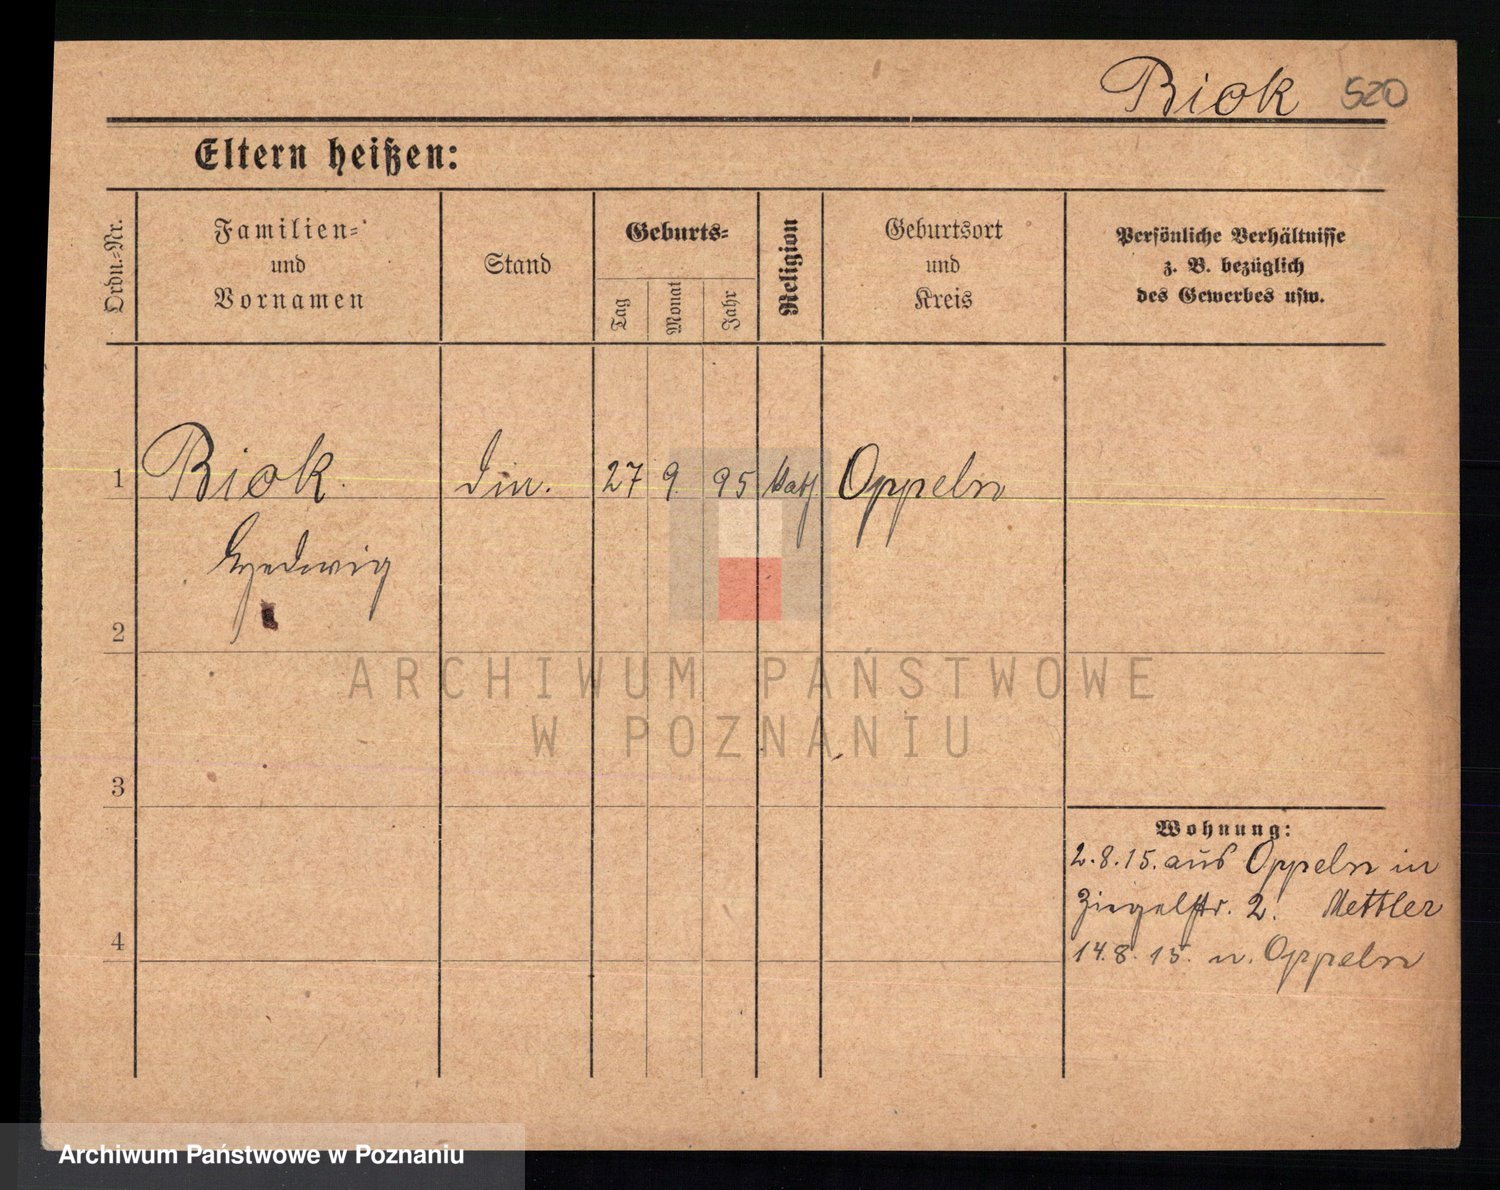 Biok 520
Eltern heißen:
Ordn.-Nr.
Familien-
und
Vornamen
Stand
Geburts-
Tag
Monat
Jahr
Religion
Geburtsort
und
Kreis
Persönliche Verhältnisse
z. B. bezüglich
des Gewerbes usw.
1 Biok. 27 9. 95 kath Oppeln
Hedwig
2
ARCHIWUM PAŃSTWOWE
W POZNANIU
3
Wohnung:
2.8.15. aus Oppeln in
Ziegelstr. 2. Mettler
4
14.8.15. n. Oppeln
Archiwum Państwowe w Poznaniu